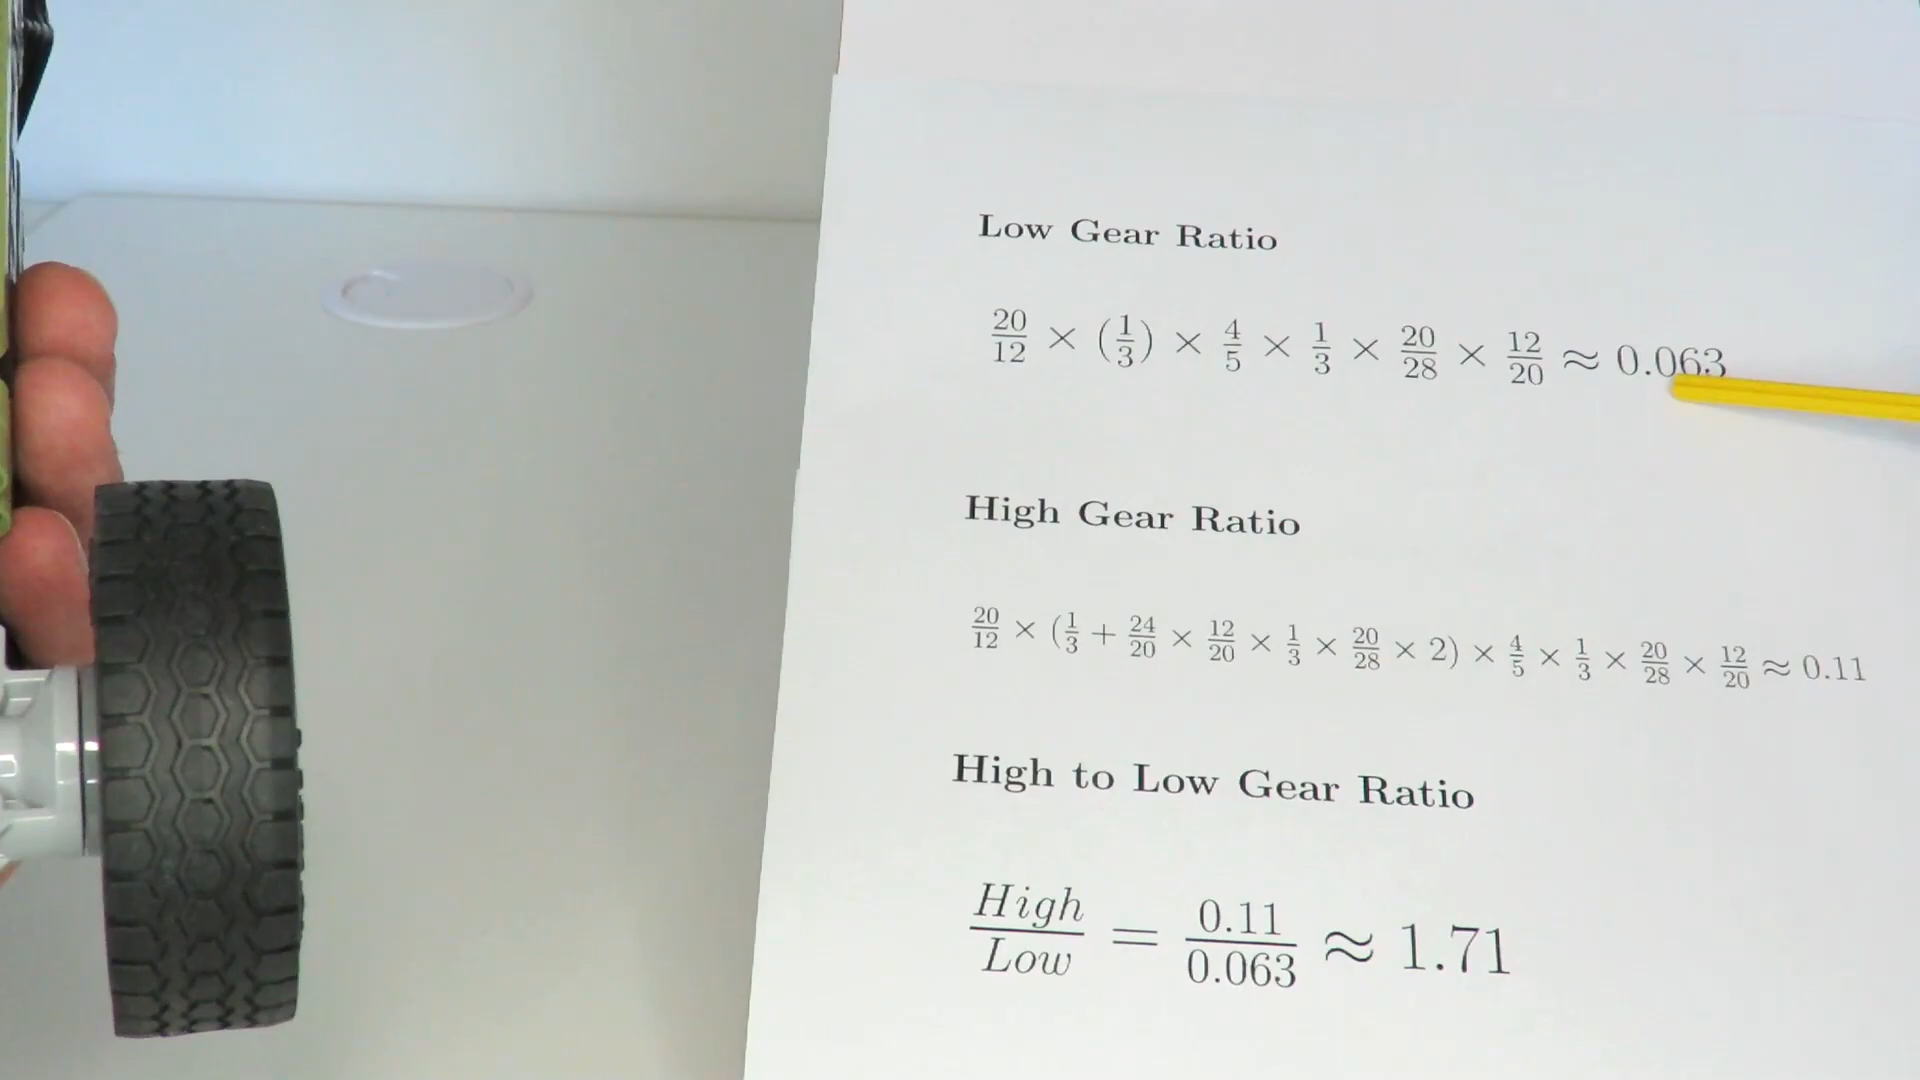 Low Gear Ratio
20/12 × (1/3) × 4/5 × 1/3 × 20/28 × 12/20 ≈ 0.063
High Gear Ratio
20/12 × (1/3 + 24/20 × 12/20 × 1/3 × 20/28 × 2) × 4/5 × 1/3 × 20/28 × 12/20 ≈ 0.11
High to Low Gear Ratio
High/Low = 0.11/0.063 ≈ 1.71